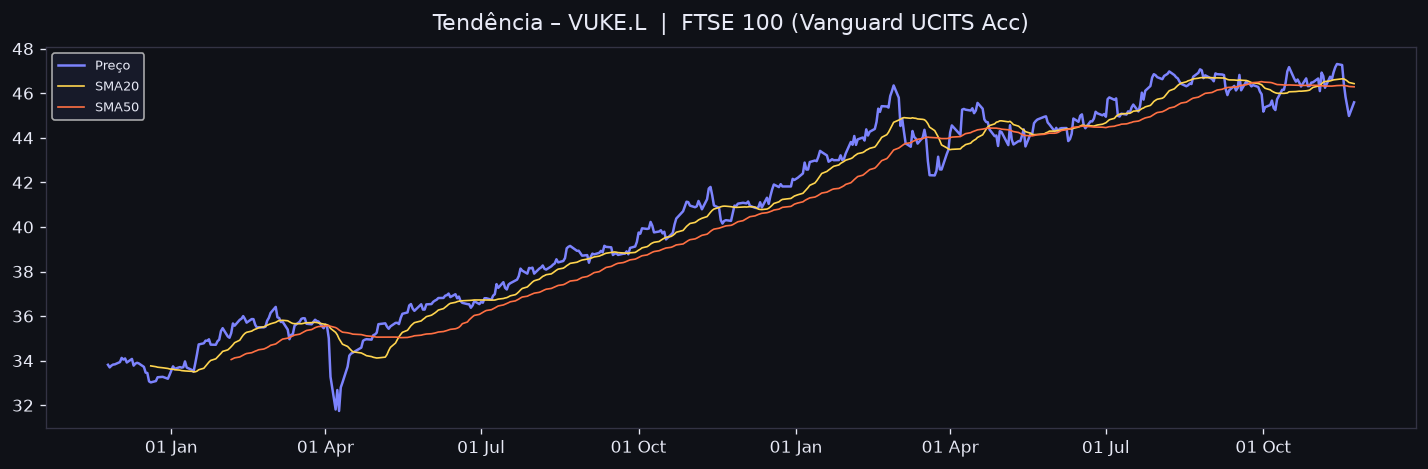 Tendência – VUKE.L | FTSE 100 (Vanguard UCITS Acc)
Preço
SMA20
SMA50
48
46
44
42
40
38
36
34
32
01 Jan
01 Apr
01 Jul
01 Oct
01 Jan
01 Apr
01 Jul
01 Oct